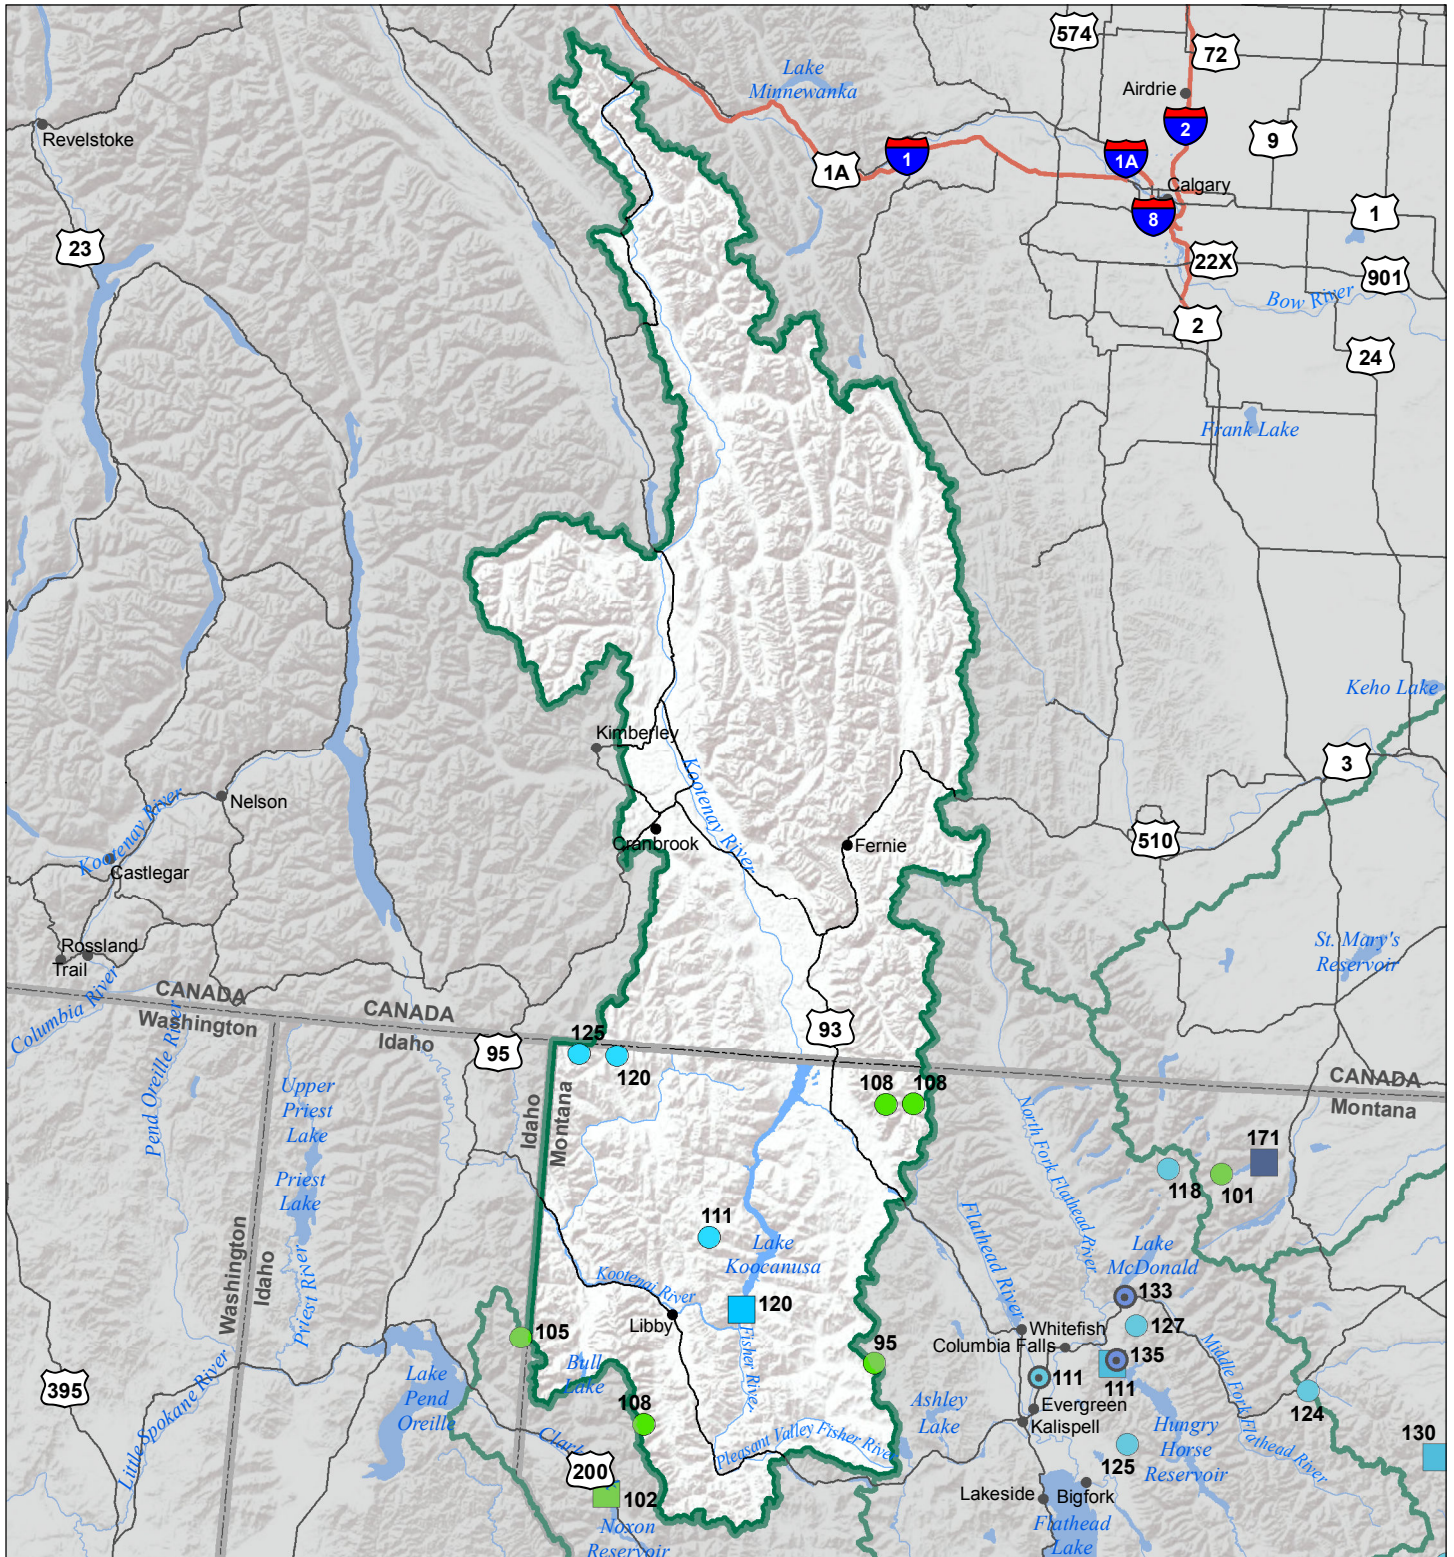 574
72
Lake
Minnewanka
Airdrie
2
9
Revelstoke
1
1A
1A
Calgary
8
1
23
22X
901
Bow River
2
24
Frank Lake
Keho Lake
Kimberley
3
Kootenay River
Nelson
Kootenay River
Cranbrook
Fernie
510
Castlegar
Rossland
Trail
St. Mary's
Reservoir
Columbia River
CANADA
Washington
CANADA
Idaho
Pend Oreille River
95
125
120
93
108
108
CANADA
Montana
Upper
Priest
Lake
Idaho
Montana
North Fork Flathead River
171
118
101
Priest
Lake
111
Lake
Koocanusa
Flathead River
Lake
McDonald
Washington
Idaho
Priest River
Kootenai River
133
120
Libby
Whitefish
127
Columbia Falls
105
Fisher River
95
135
111
111
Middle Fork Flathead River
Bull
Lake
Lake
Pend
Oreille
395
Ashley
Lake
Evergreen
Kalispell
124
108
Hungry
Horse
Reservoir
130
Little Spokane River
Clark
Pleasant Valley Fisher River
125
200
102
Lakeside
Bigfork
Noxon
Reservoir
Flathead
Lake